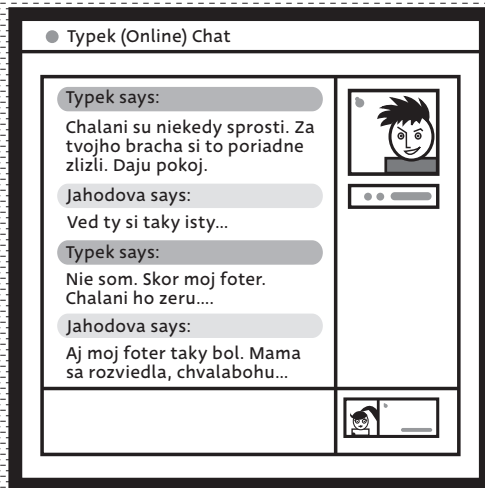 Typek (Online) Chat
Typek says:
Chalani su niekedy sprosti. Za
tvojho bracha si to poriadne
zlizli. Daju pokoj.
Jahodova says:
Ved ty si taky isty...
Typek says:
Nie som. Skor moj foter.
Chalani ho zeru....
Jahodova says:
Aj moj foter taky bol. Mama
sa rozviedla, chvalabohu...